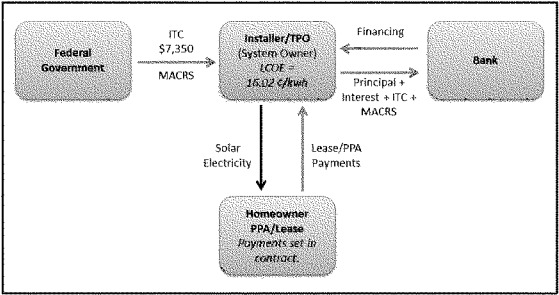 Federal
Government
ITC
$7,350
MACRS
Installer/TPO
(System Owner)
LCOE =
16.02 ¢/kwh
Financing
Principal +
Interest + ITC +
MACRS
Bank
Solar
Electricity
Lease/PPA
Payments
Homeowner
PPA/Lease
Payments set in
contract.